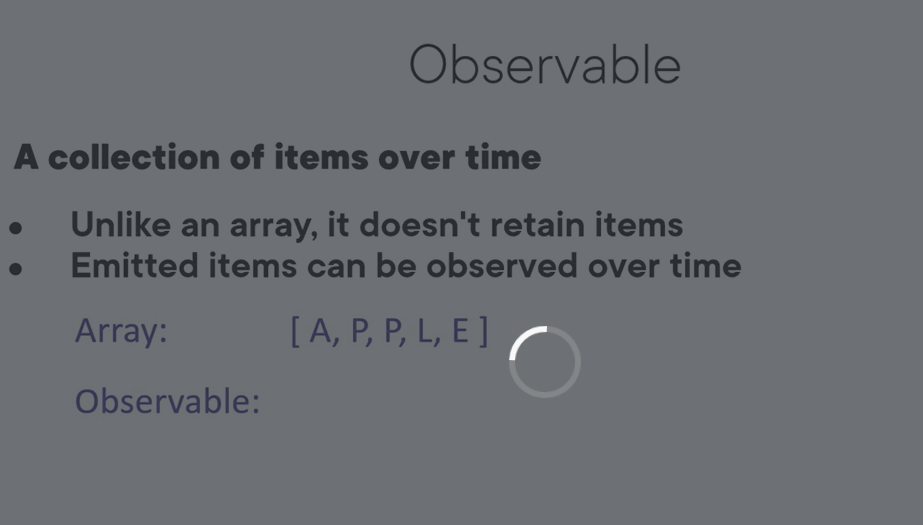 Observable
A collection of items over time
• Unlike an array, it doesn't retain items
• Emitted items can be observed over time
Array: [ A, P, P, L, E ]
Observable: